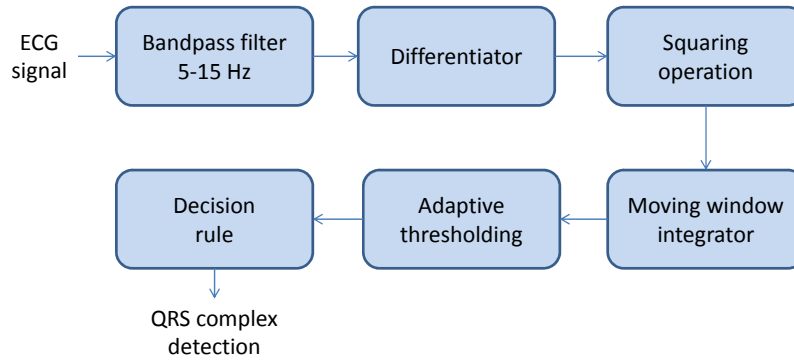 ECG
signal
Bandpass filter
5-15 Hz
Differentiator
Squaring
operation
Moving window
integrator
Adaptive
thresholding
Decision
rule
QRS complex
detection